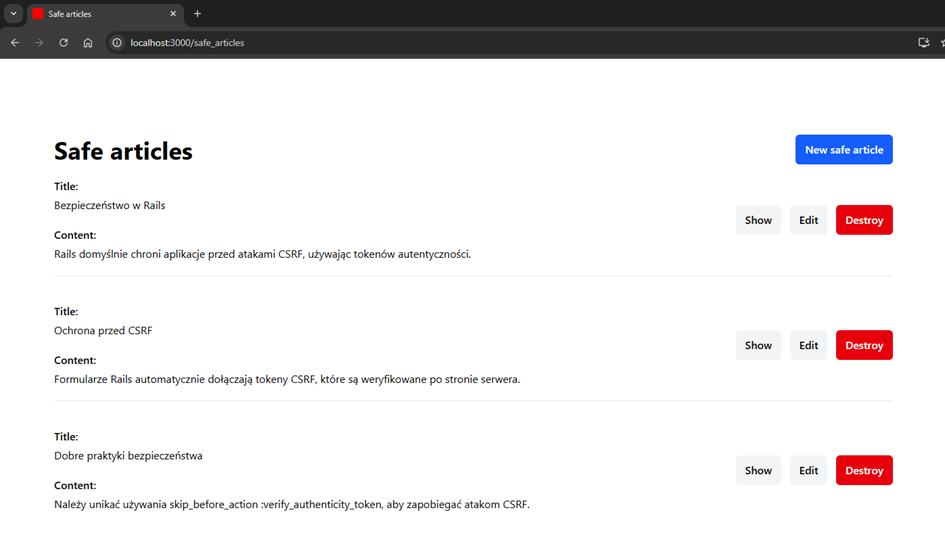 Safe articles
localhost:3000/safe_articles
Safe articles
New safe article
Title:
Bezpieczeństwo w Rails
Show Edit Destroy
Content:
Rails domyślnie chroni aplikacje przed atakami CSRF, używając tokenów autentyczności.
Title:
Ochrona przed CSRF
Show Edit Destroy
Content:
Formularze Rails automatycznie dołączają tokeny CSRF, które są weryfikowane po stronie serwera.
Title:
Dobre praktyki bezpieczeństwa
Show Edit Destroy
Content:
Należy unikać używania skip_before_action :verify_authenticity_token, aby zapobiegać atakom CSRF.